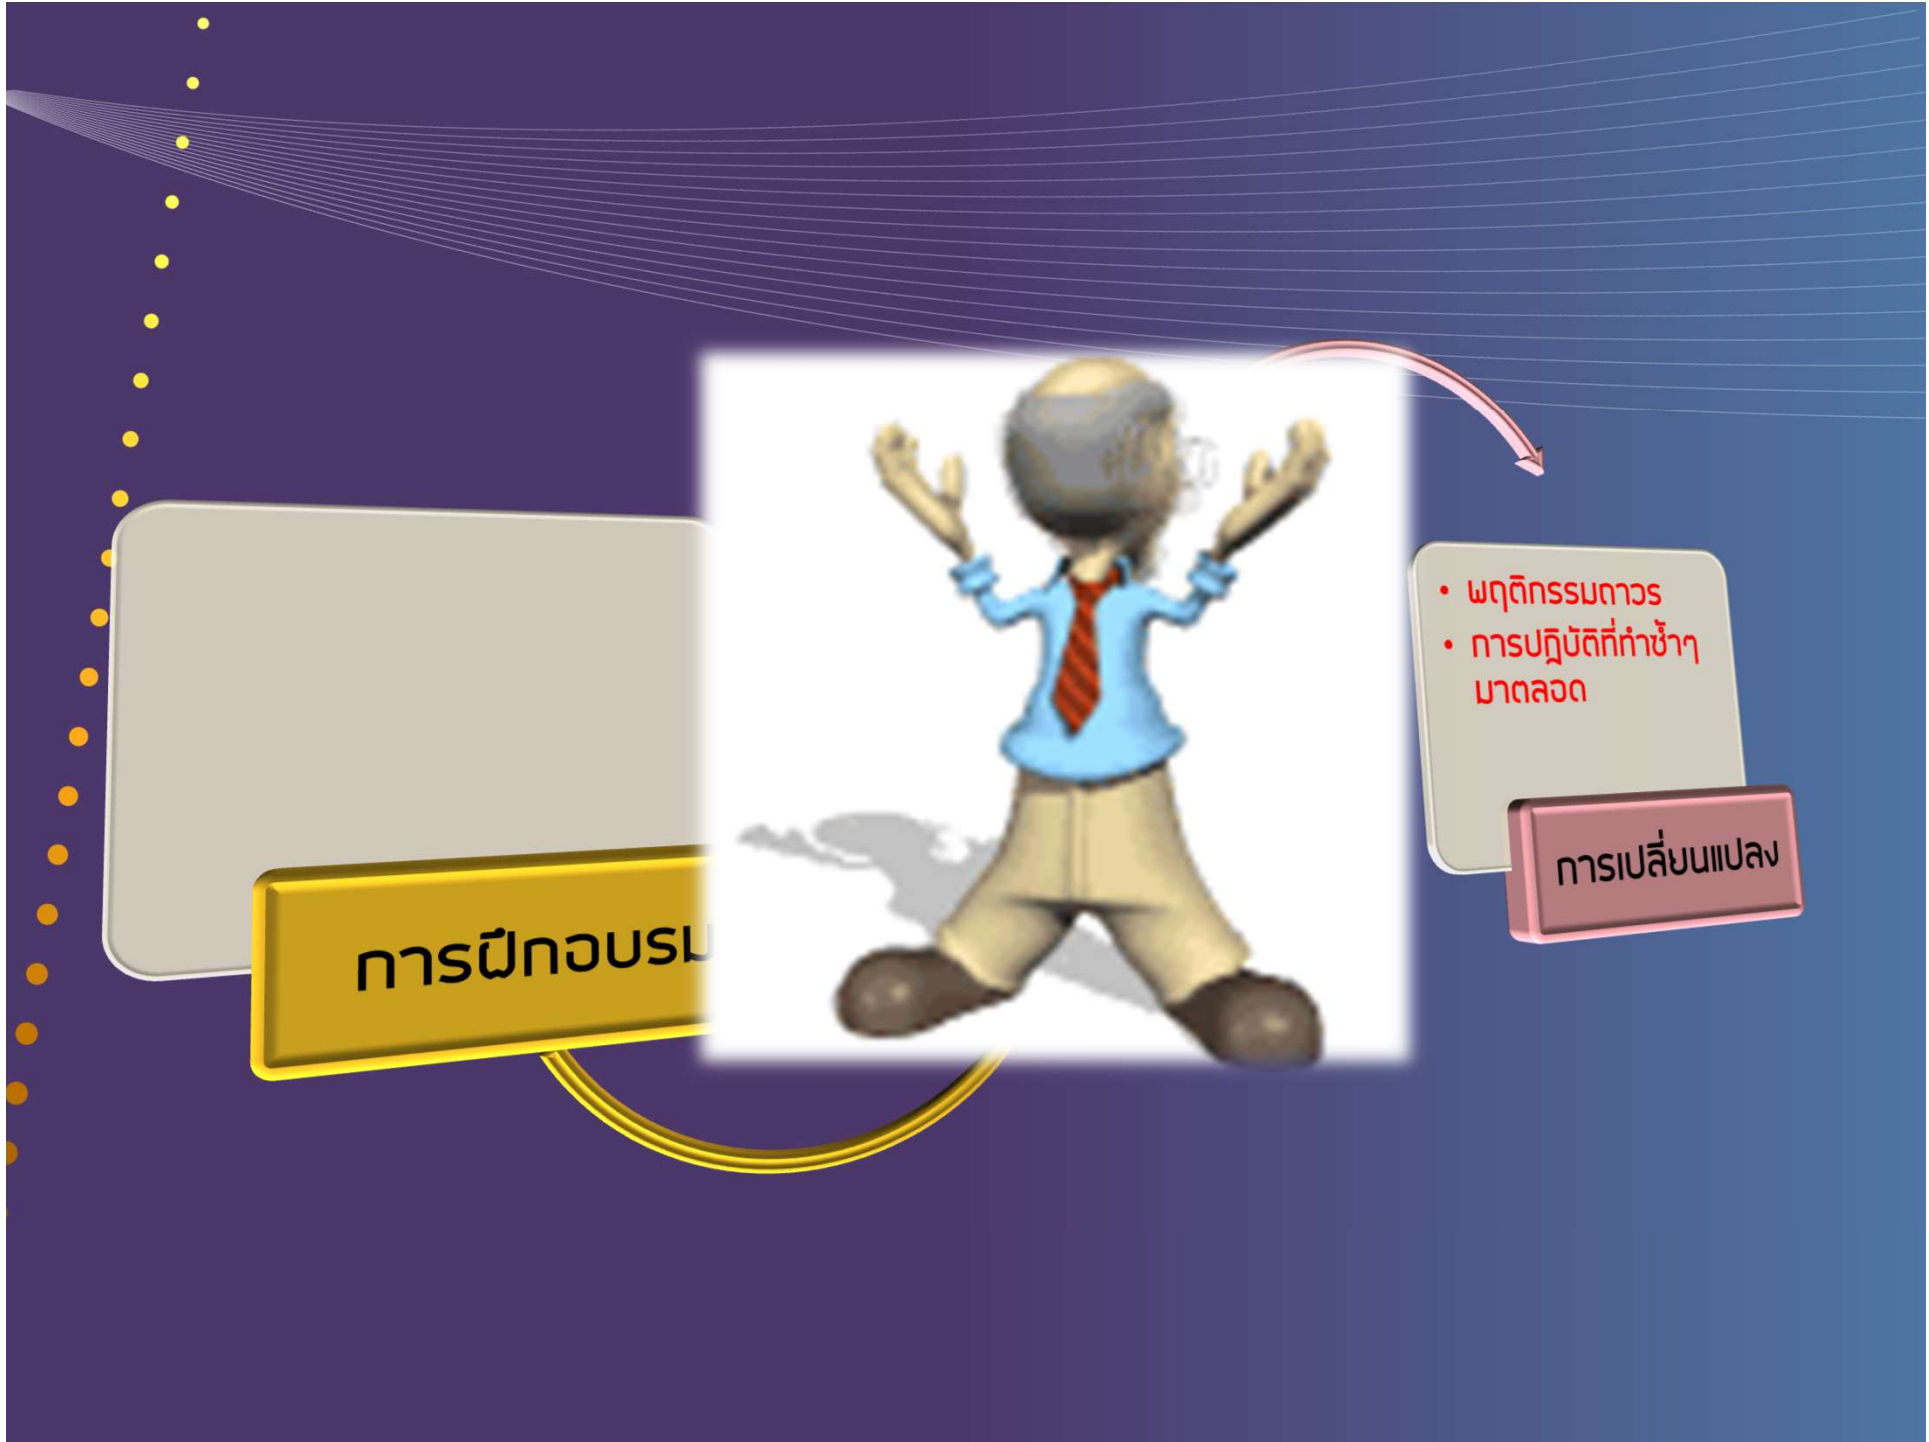 การฝึกอบรม
• พฤติกรรมถาวร
• การปฎิบัติที่ทำซ้ำๆ
มาตลอด
การเปลี่ยนแปลง